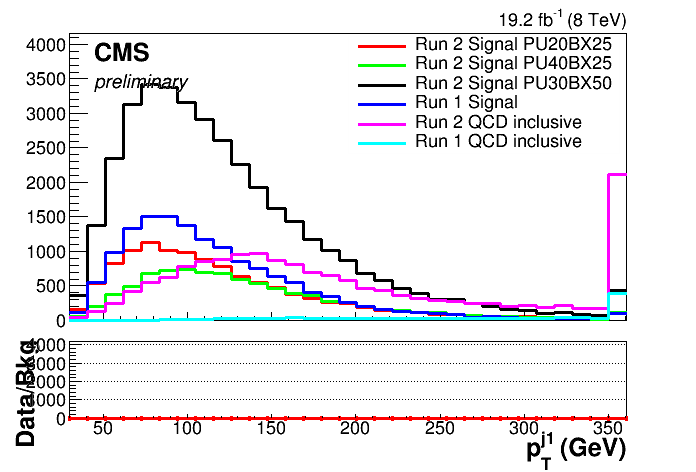 19.2 fb-1 (8 TeV)
CMS
preliminary
Run 2 Signal PU20BX25
Run 2 Signal PU40BX25
Run 2 Signal PU30BX50
Run 1 Signal
Run 2 QCD inclusive
Run 1 QCD inclusive
4000
3500
3000
2500
2000
1500
1000
500
0
Data/Bkg
4000
3000
2000
1000
0
50 100 150 200 250 300 350
pTj1 (GeV)